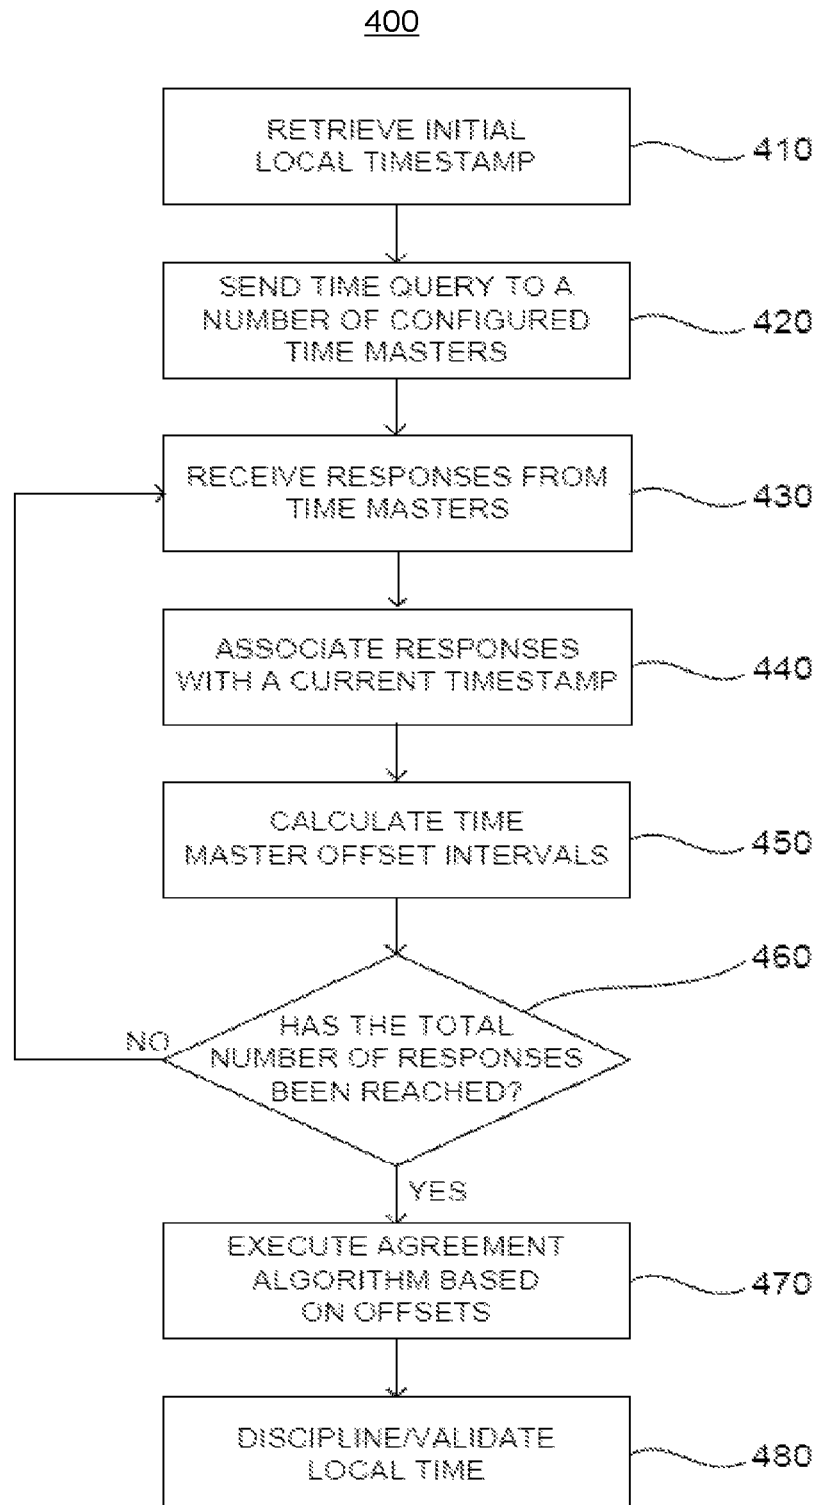 400
RETRIEVE INITIAL
LOCAL TIMESTAMP
410
SEND TIME QUERY TO A
NUMBER OF CONFIGURED
TIME MASTERS
420
RECEIVE RESPONSES FROM
TIME MASTERS
430
ASSOCIATE RESPONSES
WITH A CURRENT TIMESTAMP
440
CALCULATE TIME
MASTER OFFSET INTERVALS
450
460
HAS THE TOTAL
NUMBER OF RESPONSES
BEEN REACHED?
NO
YES
EXECUTE AGREEMENT
ALGORITHM BASED
ON OFFSETS
470
DISCIPLINE/VALIDATE
LOCAL TIME
480